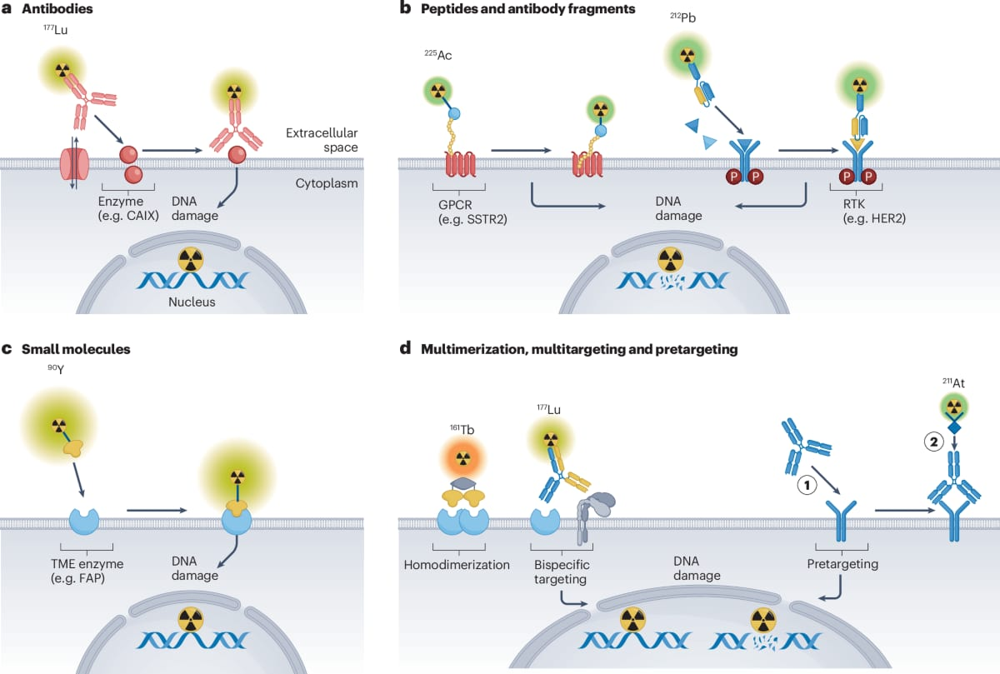 a Antibodies
¹⁷⁷Lu
Extracellular
space
Cytoplasm
Enzyme
(e.g. CAIX)
DNA
damage
Nucleus
b Peptides and antibody fragments
²²⁵Ac
²¹²Pb
P P
P P
GPCR
(e.g. SSTR2)
DNA
damage
RTK
(e.g. HER2)
c Small molecules
⁹⁰Y
TME enzyme
(e.g. FAP)
DNA
damage
d Multimerization, multitargeting and pretargeting
¹⁶¹Tb
¹⁷⁷Lu
²¹¹At
1
2
Homodimerization
Bispecific
targeting
DNA
damage
Pretargeting